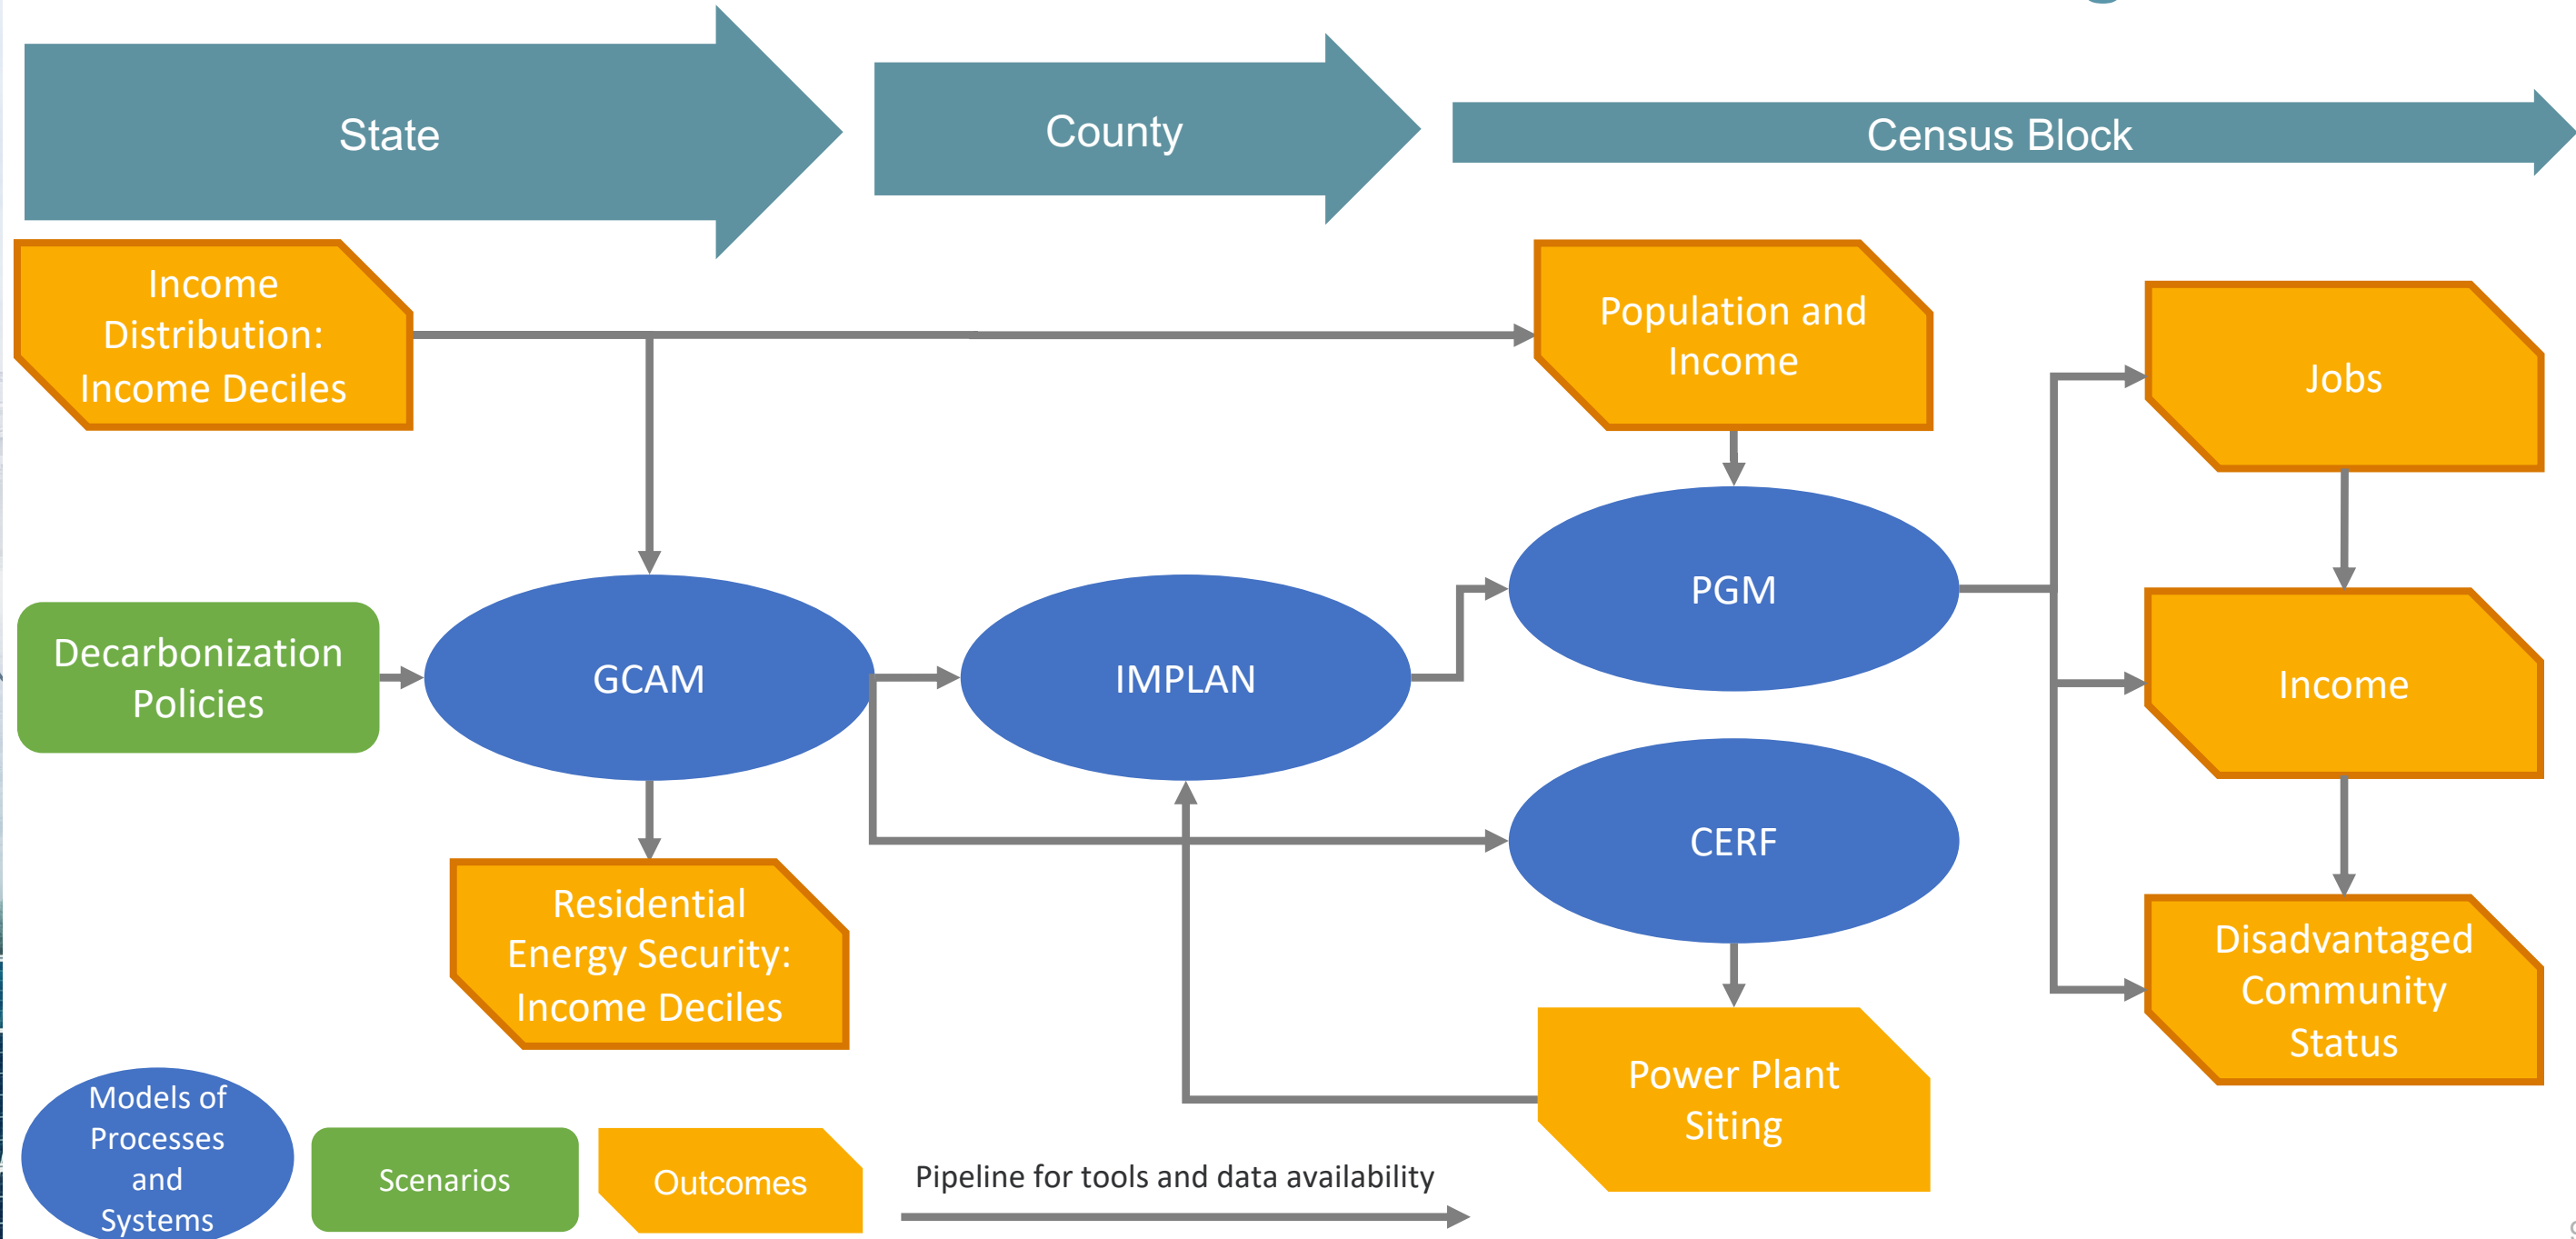 State
County
Census Block
Income
Distribution:
Income Deciles
Population and
Income
Jobs
PGM
Decarbonization
Policies
GCAM
IMPLAN
Income
CERF
Residential
Energy Security:
Income Deciles
Disadvantaged
Community
Status
Power Plant
Siting
Models of
Processes
and
Systems
Scenarios
Outcomes
Pipeline for tools and data availability